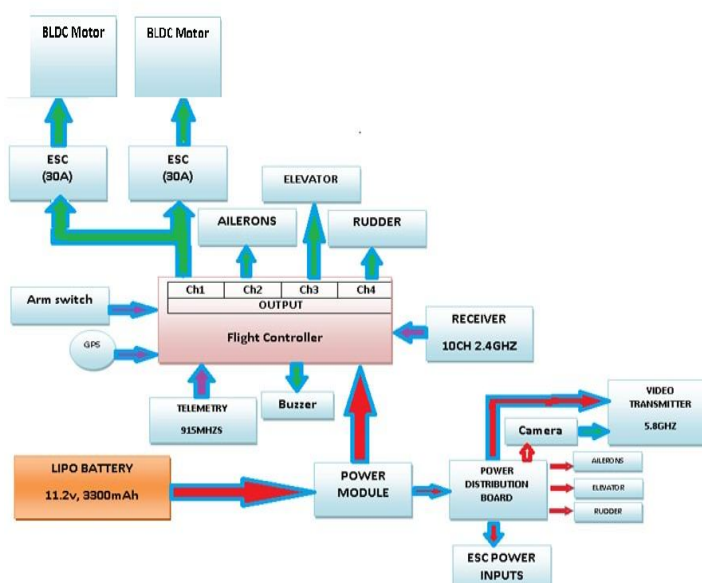 BLDC Motor
BLDC Motor
ESC
(30A)
ESC
(30A)
ELEVATOR
AILERONS
RUDDER
Ch1 Ch2 Ch3 Ch4
OUTPUT
Flight Controller
Arm switch
GPS
RECEIVER
10CH 2.4GHZ
TELEMETRY
915MHZS
Buzzer
VIDEO
TRANSMITTER
5.8GHZ
Camera
LIPO BATTERY
11.2v, 3300mAh
POWER
MODULE
POWER
DISTRIBUTION
BOARD
AILERONS
ELEVATOR
RUDDER
ESC POWER
INPUTS